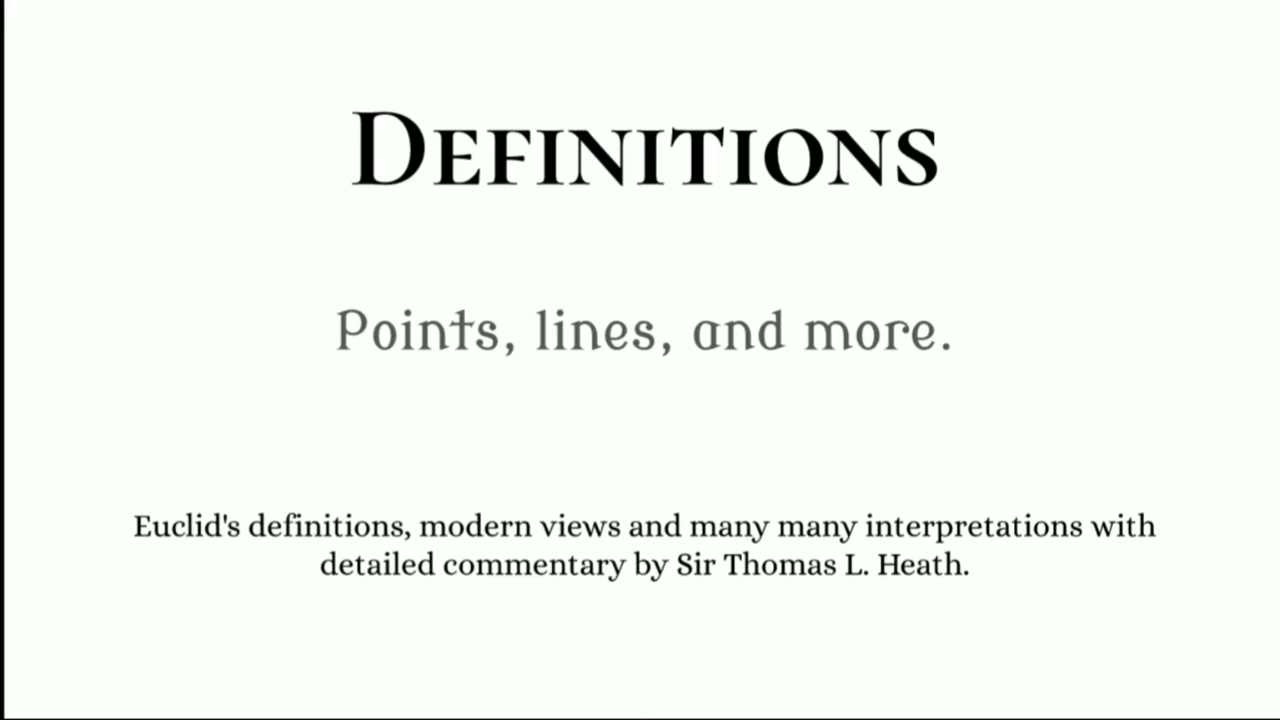 Definitions
Points, lines, and more.
Euclid's definitions, modern views and many many interpretations with
detailed commentary by Sir Thomas L. Heath.